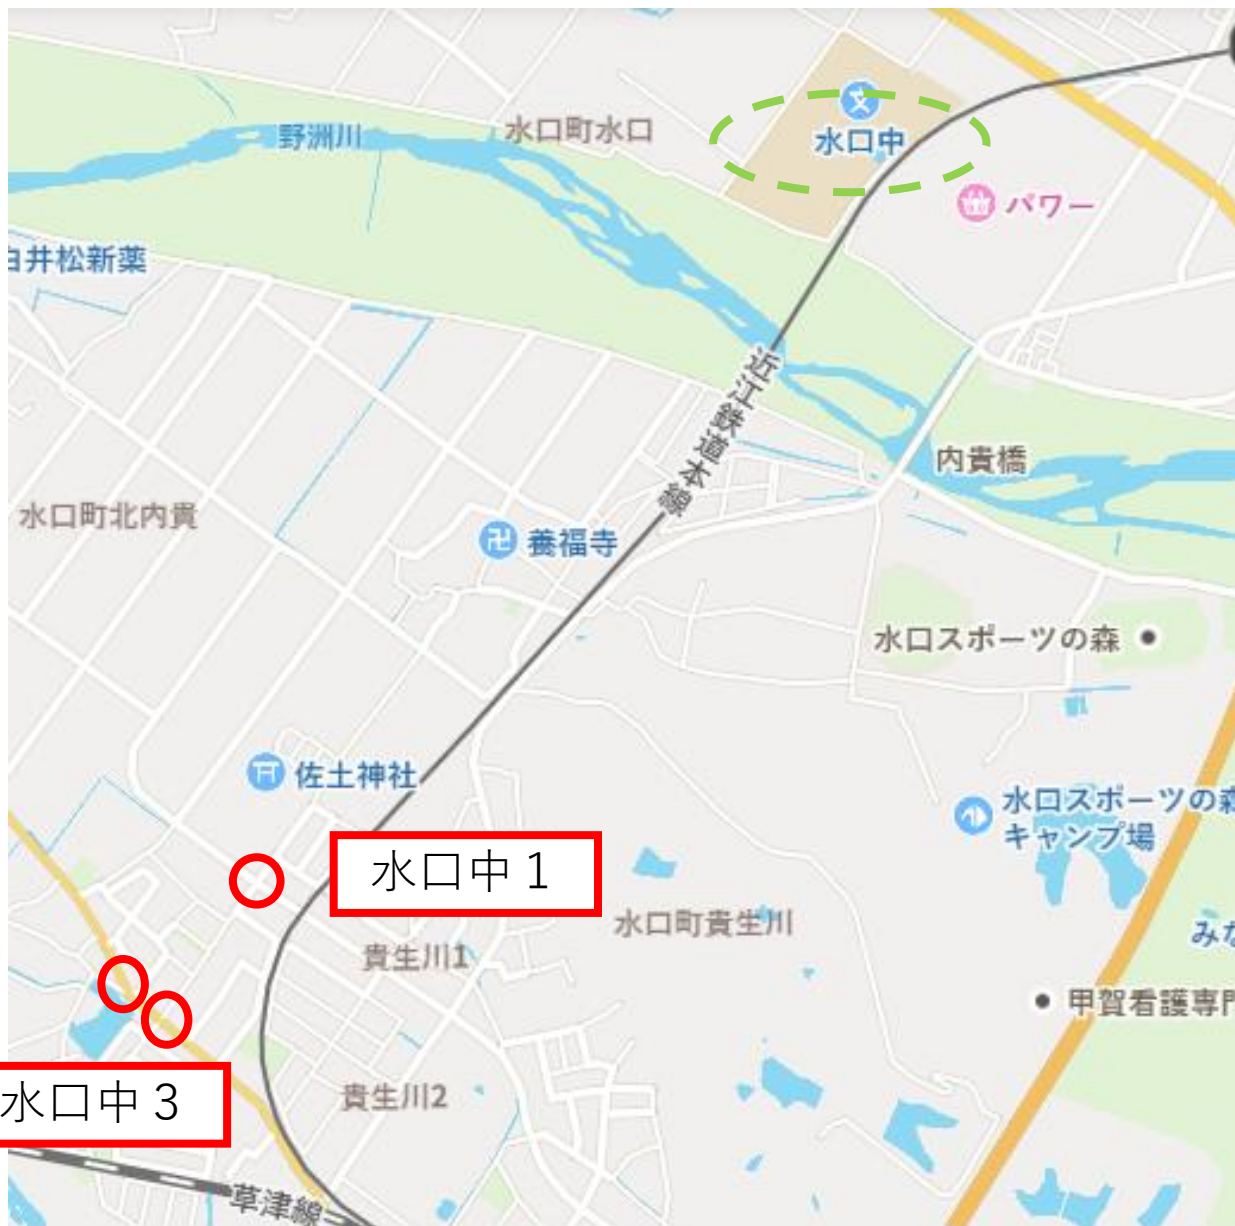 水口中
水口町水口
野洲川
パワー
白井松新薬
近江鉄道本線
内貴橋
水口町北内貴
養福寺
水口スポーツの森
佐土神社
水口スポーツの森
キャンプ場
水口中１
水口町貴生川
みな
貴生川1
甲賀看護専門
貴生川2
水口中３
草津線